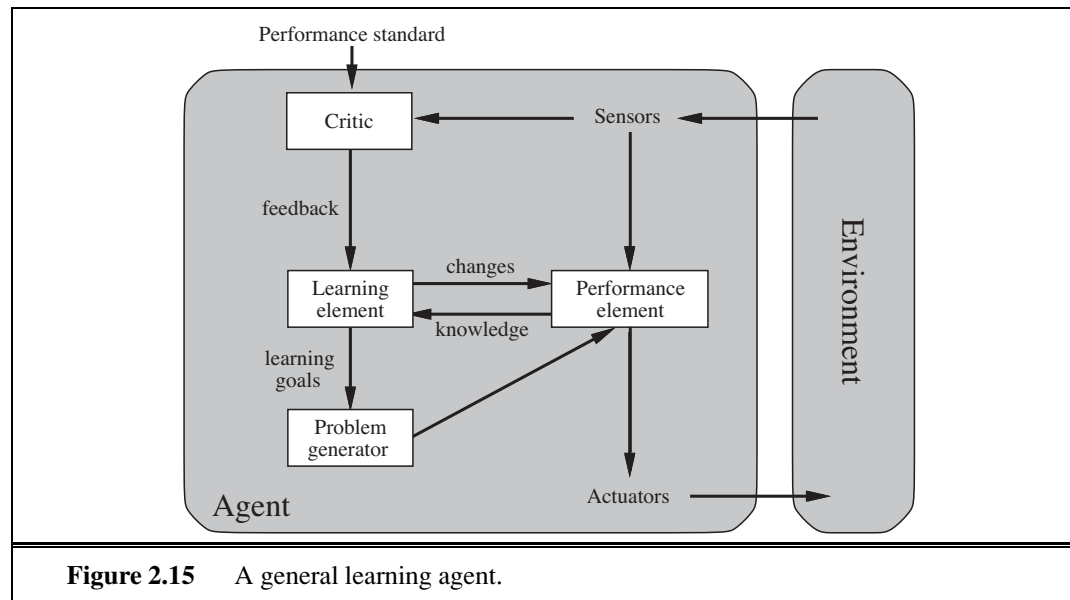 Performance standard
Critic
Sensors
feedback
changes
Learning
element
Performance
element
knowledge
learning
goals
Problem
generator
Actuators
Agent
Environment
Figure 2.15 A general learning agent.